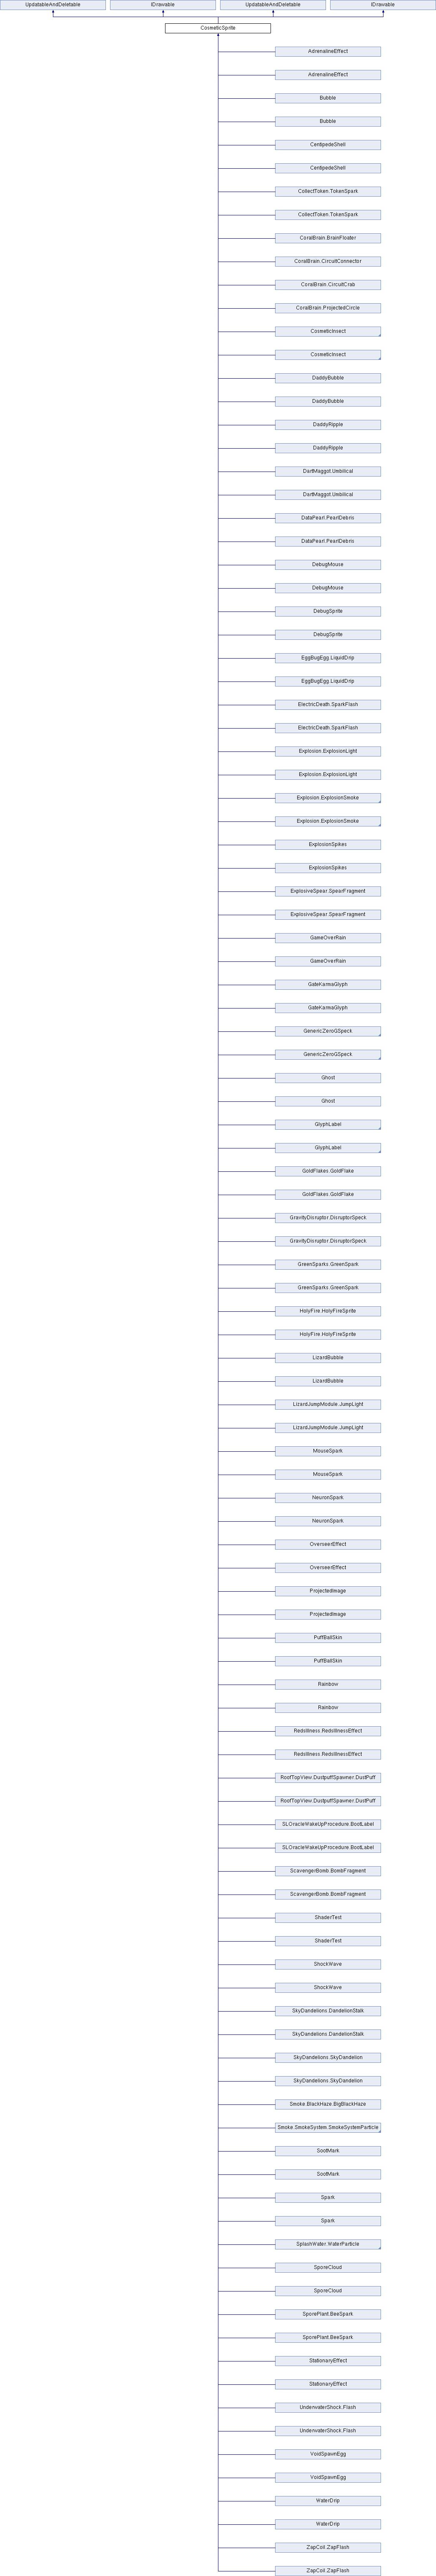 UpdatableAndDeletable
IDrawable
UpdatableAndDeletable
IDrawable
CosmeticSprite
AdrenalineEffect
AdrenalineEffect
Bubble
Bubble
CentipedeShell
CentipedeShell
CollectToken.TokenSpark
CollectToken.TokenSpark
CoralBrain.BrainFloater
CoralBrain.CircuitConnector
CoralBrain.CircuitCrab
CoralBrain.ProjectedCircle
CosmeticInsect
CosmeticInsect
DaddyBubble
DaddyBubble
DaddyRipple
DaddyRipple
DartMaggot.Umbilical
DartMaggot.Umbilical
DataPearl.PearlDebris
DataPearl.PearlDebris
DebugMouse
DebugMouse
DebugSprite
DebugSprite
EggBugEgg.LiquidDrip
EggBugEgg.LiquidDrip
ElectricDeath.SparkFlash
ElectricDeath.SparkFlash
Explosion.ExplosionLight
Explosion.ExplosionLight
Explosion.ExplosionSmoke
Explosion.ExplosionSmoke
ExplosionSpikes
ExplosionSpikes
ExplosiveSpear.SpearFragment
ExplosiveSpear.SpearFragment
GameOverRain
GameOverRain
GateKarmaGlyph
GateKarmaGlyph
GenericZeroGSpeck
GenericZeroGSpeck
Ghost
Ghost
GlyphLabel
GlyphLabel
GoldFlakes.GoldFlake
GoldFlakes.GoldFlake
GravityDisruptor.DisruptorSpeck
GravityDisruptor.DisruptorSpeck
GreenSparks.GreenSpark
GreenSparks.GreenSpark
HolyFire.HolyFireSprite
HolyFire.HolyFireSprite
LizardBubble
LizardBubble
LizardJumpModule.JumpLight
LizardJumpModule.JumpLight
MouseSpark
MouseSpark
NeuronSpark
NeuronSpark
OverseerEffect
OverseerEffect
ProjectedImage
ProjectedImage
PuffBallSkin
PuffBallSkin
Rainbow
Rainbow
RedsIllness.RedsIllnessEffect
RedsIllness.RedsIllnessEffect
RoofTopView.DustpuffSpawner.DustPuff
RoofTopView.DustpuffSpawner.DustPuff
SLOracleWakeUpProcedure.BootLabel
SLOracleWakeUpProcedure.BootLabel
ScavengerBomb.BombFragment
ScavengerBomb.BombFragment
ShaderTest
ShaderTest
ShockWave
ShockWave
SkyDandelions.DandelionStalk
SkyDandelions.DandelionStalk
SkyDandelions.SkyDandelion
SkyDandelions.SkyDandelion
Smoke.BlackHaze.BigBlackHaze
Smoke.SmokeSystem.SmokeSystemParticle
SootMark
SootMark
Spark
Spark
SplashWater.WaterParticle
SporeCloud
SporeCloud
SporePlant.BeeSpark
SporePlant.BeeSpark
StationaryEffect
StationaryEffect
UnderwaterShock.Flash
UnderwaterShock.Flash
VoidSpawnEgg
VoidSpawnEgg
WaterDrip
WaterDrip
ZapCoil.ZapFlash
ZapCoil.ZapFlash